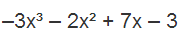 –3x³ – 2x² + 7x – 3